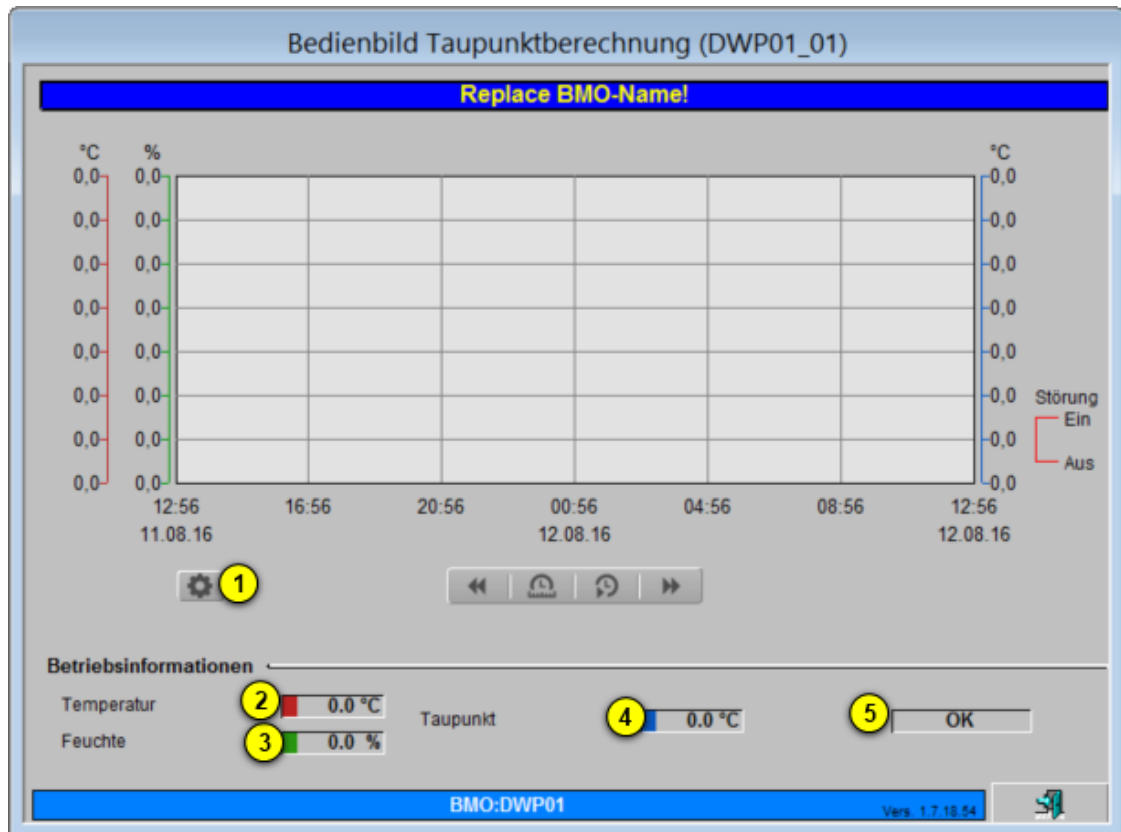 Bedienbild Taupunktberechnung (DWP01_01)
Replace BMO-Name!
°C % °C
0,0 0,0 0,0
0,0 0,0 0,0
0,0 0,0 0,0
0,0 0,0 0,0
0,0 0,0 0,0
0,0 0,0 0,0 Störung
Ein
0,0 0,0 0,0
Aus
0,0 0,0 0,0
12:56 16:56 20:56 00:56 04:56 08:56 12:56
11.08.16 12.08.16 12.08.16
1
Betriebsinformationen
Temperatur 2 0.0 °C
Taupunkt 4 0.0 °C 5 OK
Feuchte 3 0.0 %
BMO:DWP01 Vers. 1.7.18.54